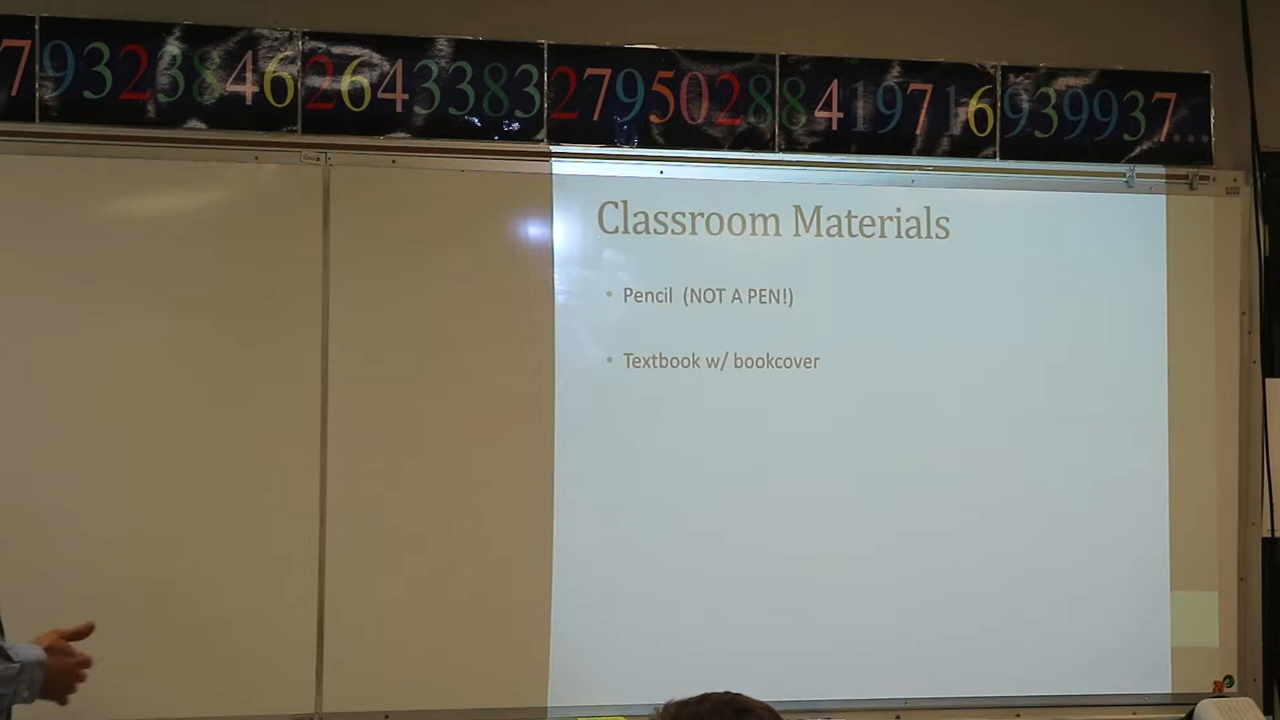 79323846264338327950288419716939937...
Classroom Materials
• Pencil (NOT A PEN!)
• Textbook w/ bookcover